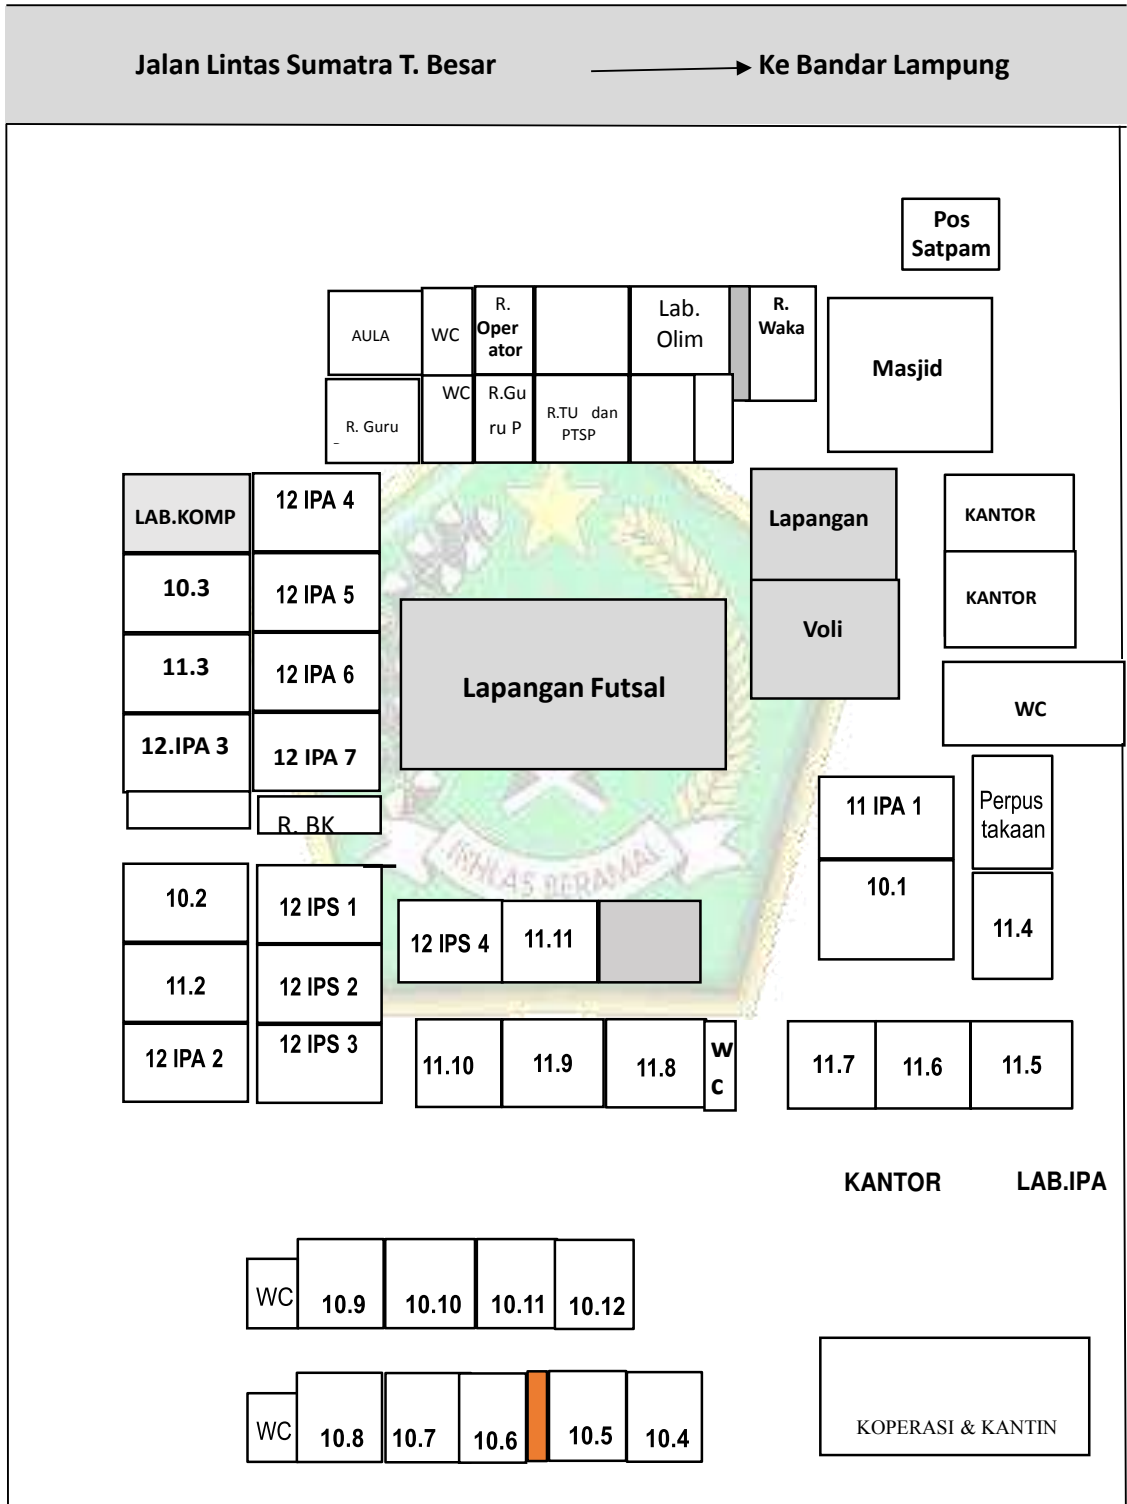 Jalan Lintas Sumatra T. Besar
Ke Bandar Lampung
Pos
Satpam
AULA
WC
R.
Oper
ator
Lab.
Olim
R.
Waka
Masjid
R. Guru
WC
R.Gu
ru P
R.TU dan
PTSP
LAB.KOMP
12 IPA 4
Lapangan
KANTOR
10.3
12 IPA 5
KANTOR
Voli
11.3
12 IPA 6
Lapangan Futsal
WC
12.IPA 3
12 IPA 7
11 IPA 1
Perpus
takaan
R. BK
IKHLAS BERAMAL
10.2
12 IPS 1
10.1
12 IPS 4
11.11
11.4
11.2
12 IPS 2
12 IPA 2
12 IPS 3
11.10
11.9
11.8
W
C
11.7
11.6
11.5
KANTOR
LAB.IPA
WC
10.9
10.10
10.11
10.12
WC
10.8
10.7
10.6
10.5
10.4
KOPERASI & KANTIN